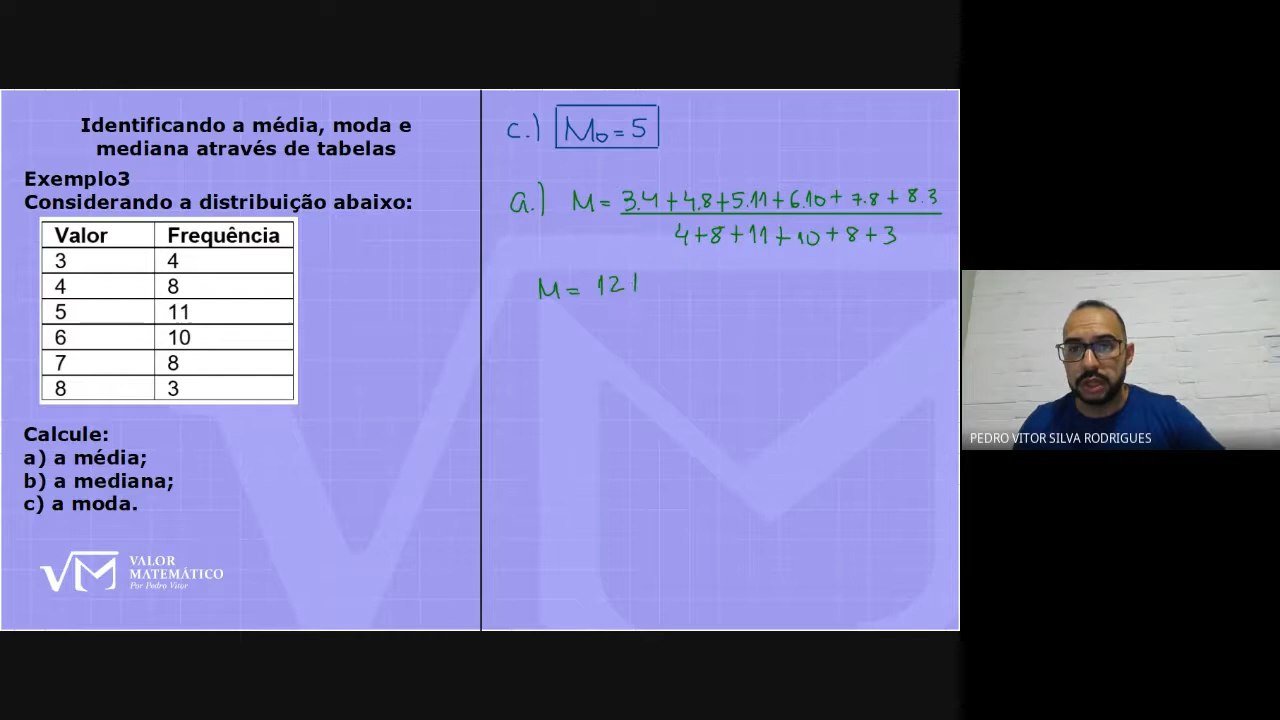 Identificando a média, moda e
mediana através de tabelas
Exemplo3
Considerando a distribuição abaixo:
Valor Frequência
3 4
4 8
5 11
6 10
7 8
8 3
Calcule:
a) a média;
b) a mediana;
c) a moda.
VM VALOR
MATEMÁTICO
Por Pedro Vitor
c.) Mo = 5
a.) M = 3.4 + 4.8 + 5.11 + 6.10 + 7.8 + 8.3
4 + 8 + 11 + 10 + 8 + 3
M = 12 1
PEDRO VITOR SILVA RODRIGUES